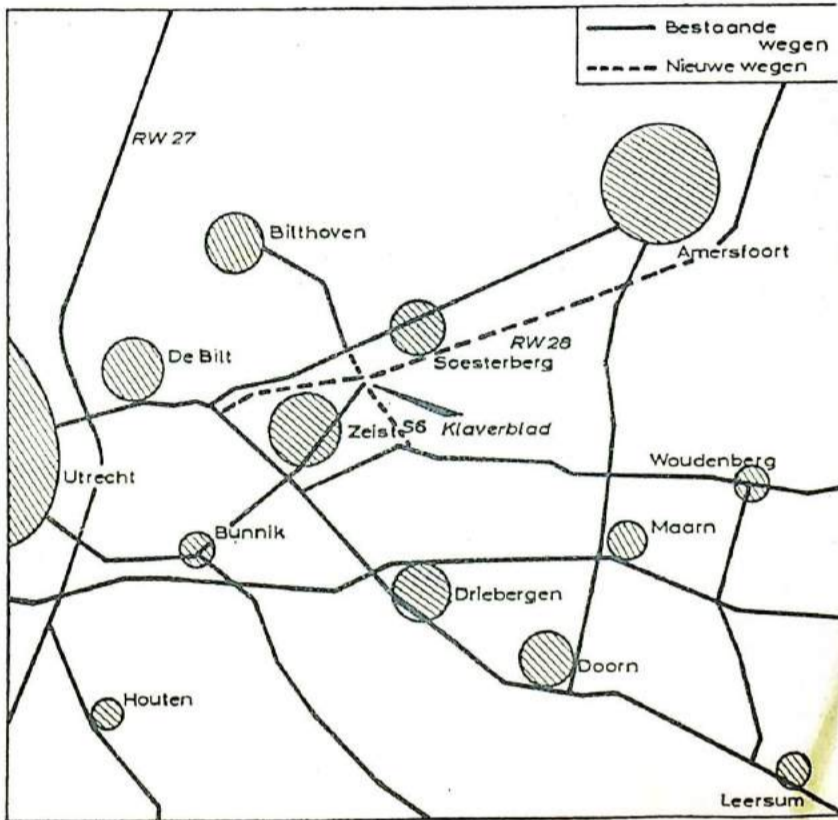 Bestaande
wegen
Nieuwe wegen
RW 27
Bilthoven
Amersfoort
De Bilt
Soesterberg
RW 28
Zeist
S6
Klaverblad
Utrecht
Woudenberg
Bunnik
Maarn
Driebergen
Doorn
Houten
Leersum